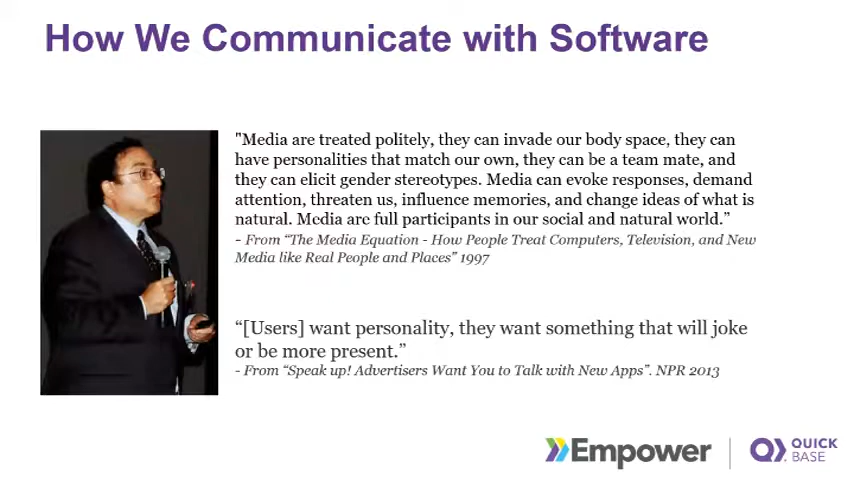 How We Communicate with Software
"Media are treated politely, they can invade our body space, they can
have personalities that match our own, they can be a team mate, and
they can elicit gender stereotypes. Media can evoke responses, demand
attention, threaten us, influence memories, and change ideas of what is
natural. Media are full participants in our social and natural world.”
- From “The Media Equation - How People Treat Computers, Television, and New
Media like Real People and Places” 1997
“[Users] want personality, they want something that will joke
or be more present.”
- From “Speak up! Advertisers Want You to Talk with New Apps”. NPR 2013
Empower
QUICK
BASE